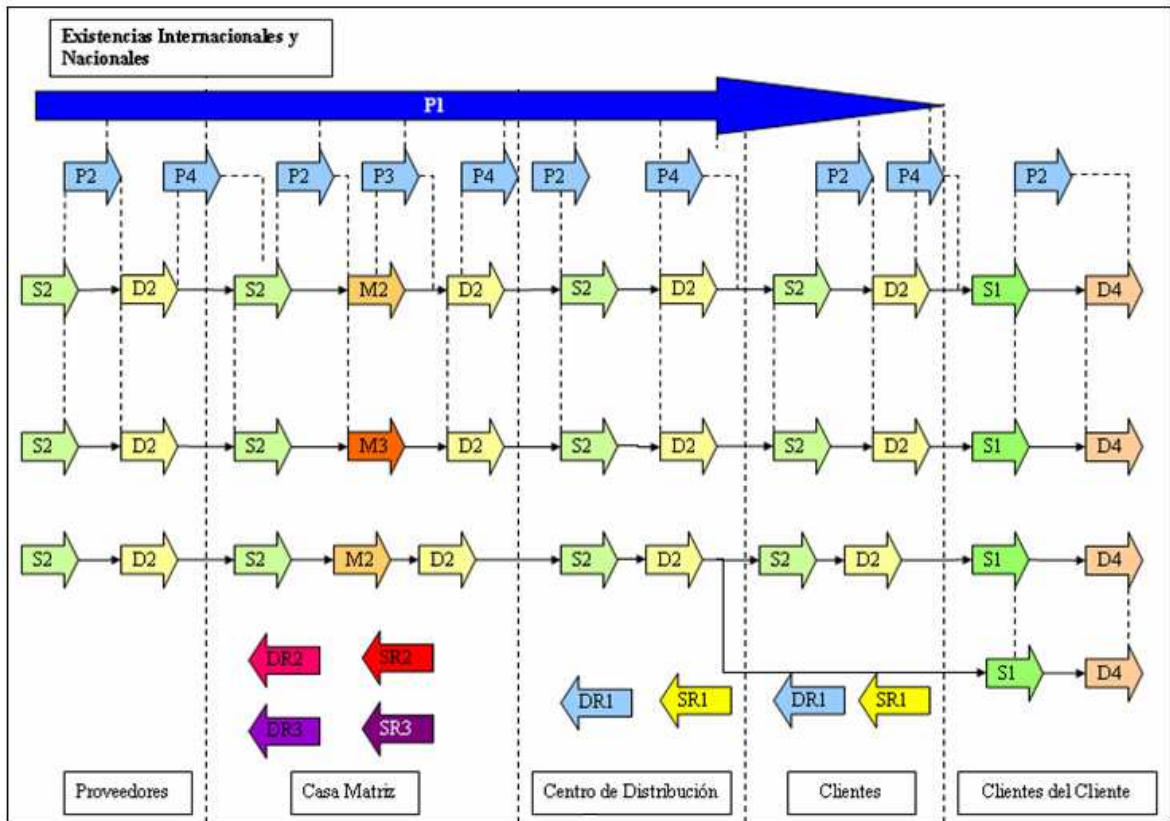 Existencias Internacionales y
Nacionales
P1
P2 P4 P2 P3 P4 P2 P4 P2 P4 P2
S2 D2 S2 M2 D2 S2 D2 S2 D2 S1 D4
S2 D2 S2 M3 D2 S2 D2 S2 D2 S1 D4
S2 D2 S2 M2 D2 S2 D2 S2 D2 S1 D4
DR2 SR2 S1 D4
DR1 SR1 DR1 SR1
DR3 SR3
Proveedores Casa Matriz Centro de Distribución Clientes Clientes del Cliente